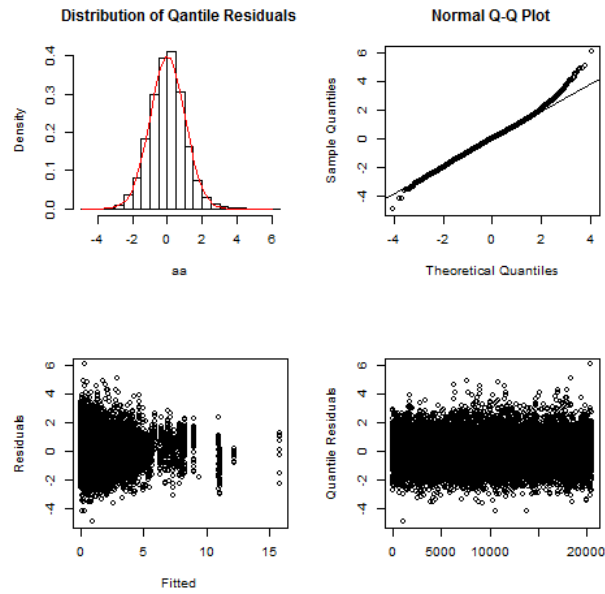 Distribution of Qantile Residuals
Density
0.0 0.1 0.2 0.3 0.4
-4 -2 0 2 4 6
aa
Normal Q-Q Plot
Sample Quantiles
-4 -2 0 2 4 6
-4 -2 0 2 4
Theoretical Quantiles
Residuals
-4 -2 0 2 4 6
0 5 10 15
Fitted
Quantile Residuals
-4 -2 0 2 4 6
0 5000 10000 20000